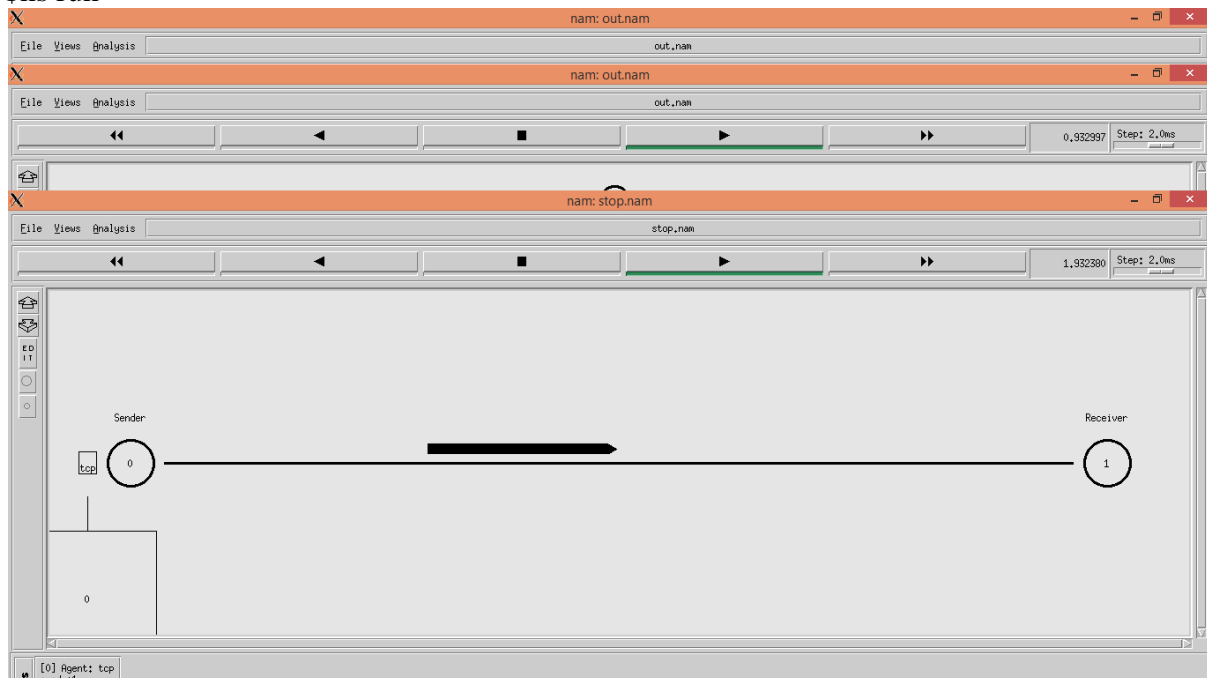 nam: out.nam
File Views Analysis out.nam
nam: out.nam
File Views Analysis out.nam
0.932997 Step: 2.0ms
nam: stop.nam
File Views Analysis stop.nam
1.932380 Step: 2.0ms
ED
IT
Sender Receiver
tcp 0 1
0
[0] Agent: tcp